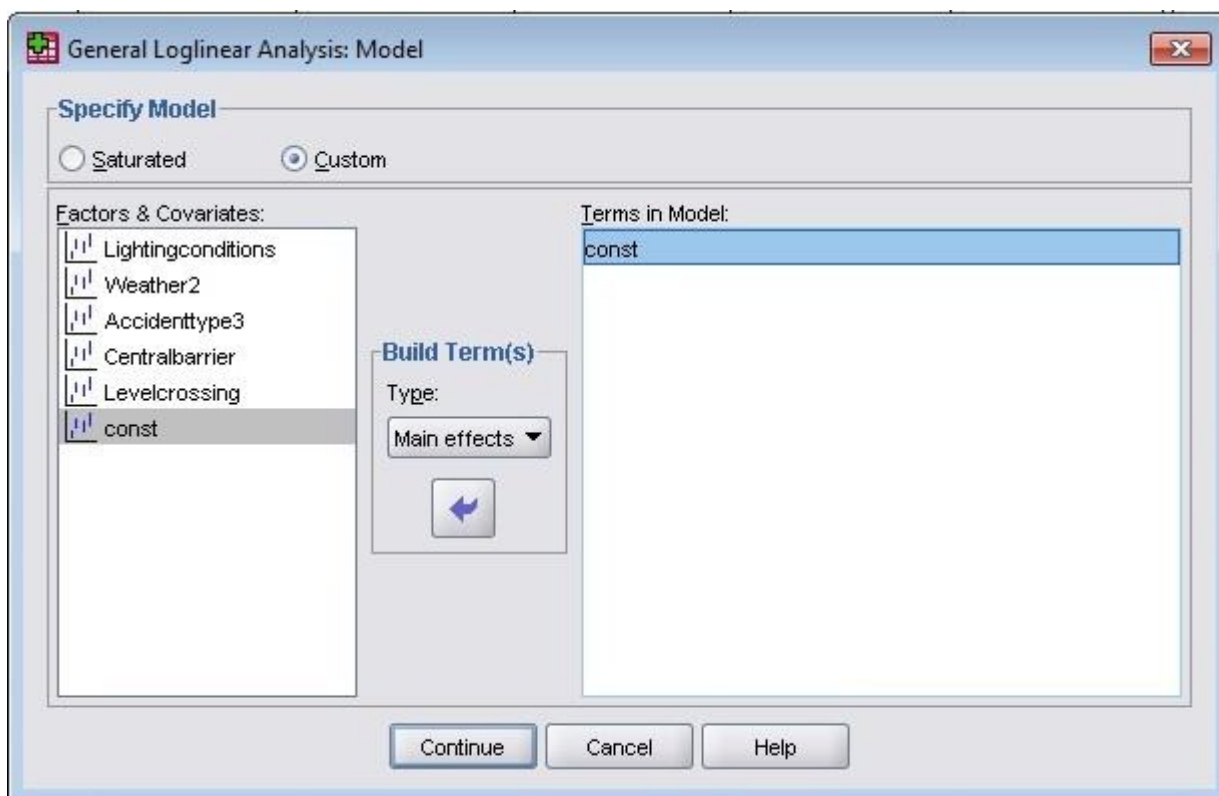 General Loglinear Analysis: Model
Specify Model
Saturated
Custom
Factors & Covariates:
Lightingconditions
Weather2
Accidenttype3
Centralbarrier
Levelcrossing
const
Build Term(s)
Type:
Main effects
Terms in Model:
const
Continue
Cancel
Help